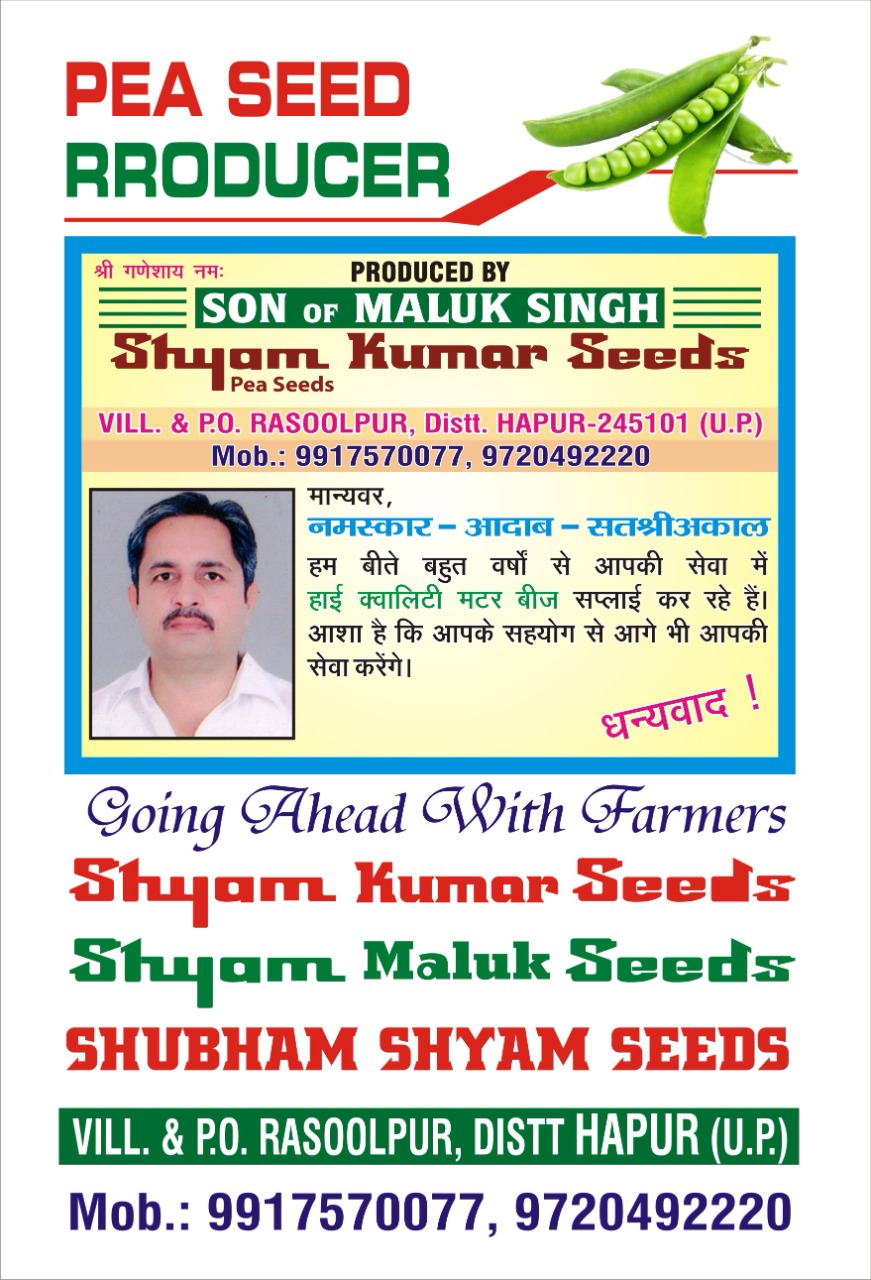 PEA SEED
RRODUCER
श्री गणेशाय नमः
PRODUCED BY
SON OF MALUK SINGH
Shyam Kumar Seeds
Pea Seeds
VILL. & P.O. RASOOLPUR, Distt. HAPUR-245101 (U.P.)
Mob.: 9917570077, 9720492220
मान्यवर,
नमस्कार – आदाब – सतश्रीअकाल
हम बीते बहुत वर्षों से आपकी सेवा में
हाई क्वालिटी मटर बीज सप्लाई कर रहे हैं।
आशा है कि आपके सहयोग से आगे भी आपकी
सेवा करेंगे।
धन्यवाद !
Going Ahead With Farmers
Shyam Kumar Seeds
Shyam Maluk Seeds
SHUBHAM SHYAM SEEDS
VILL. & P.O. RASOOLPUR, DISTT HAPUR (U.P.)
Mob.: 9917570077, 9720492220